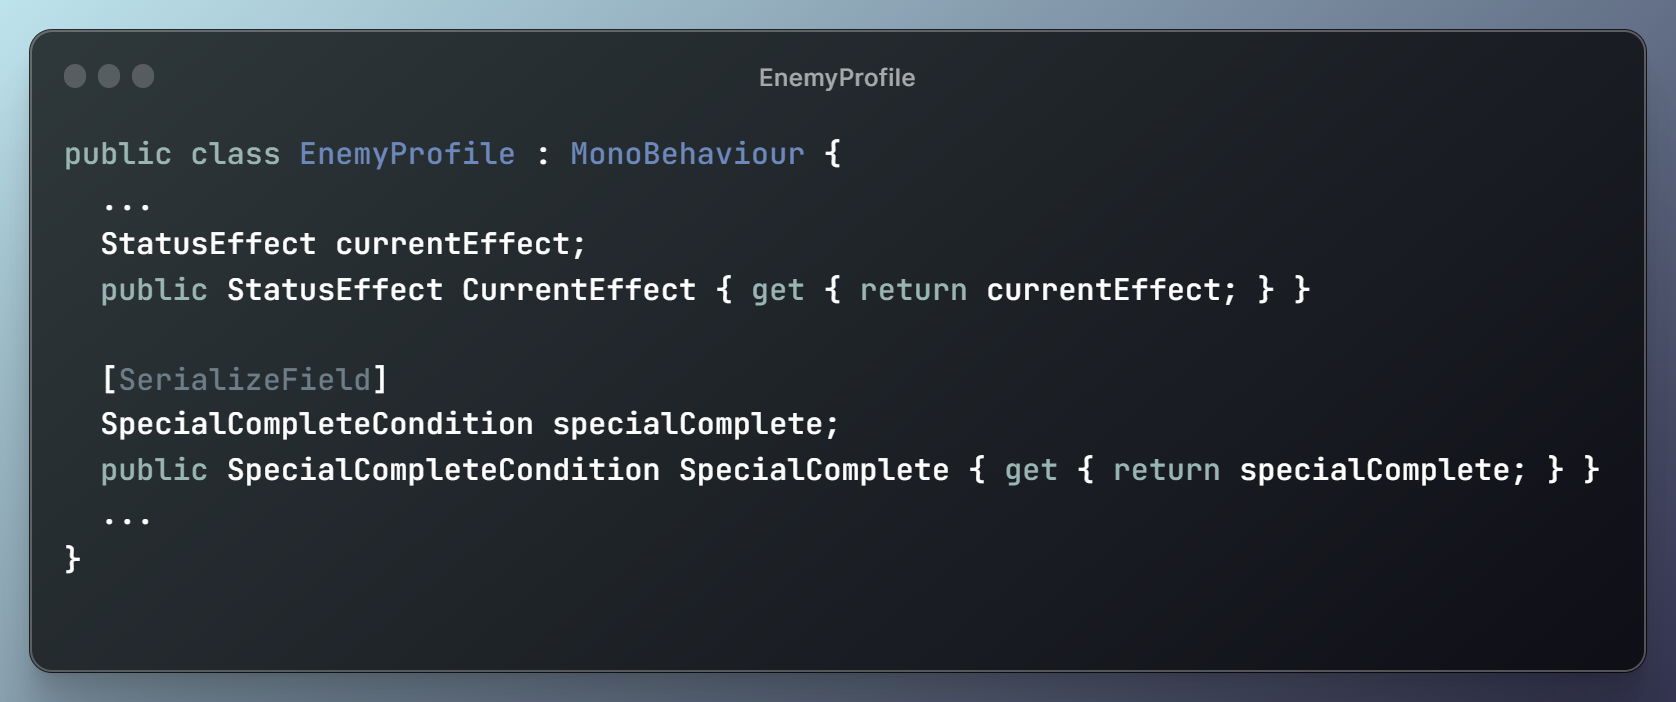 EnemyProfile
public class EnemyProfile : MonoBehaviour {
  ...
  StatusEffect currentEffect;
  public StatusEffect CurrentEffect { get { return currentEffect; } }

  [SerializeField]
  SpecialCompleteCondition specialComplete;
  public SpecialCompleteCondition SpecialComplete { get { return specialComplete; } }
  ...
}